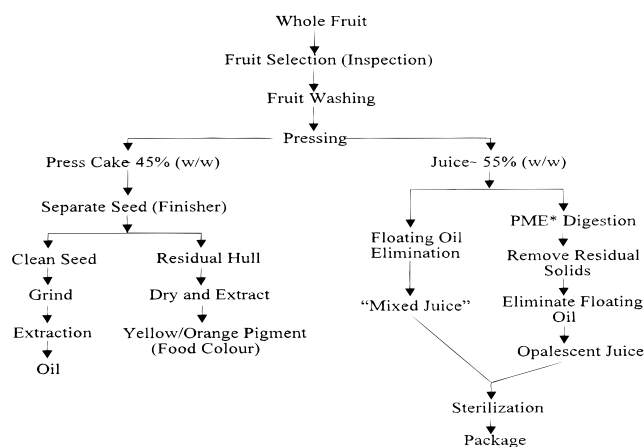 Whole Fruit
Fruit Selection (Inspection)
Fruit Washing
Pressing
Press Cake~ 45% (w/w)
Juice~ 55% (w/w)
Separate Seed (Finisher)
Clean Seed
Residual Hull
Grind
Dry and Extract
Extraction
Yellow/Orange Pigment
(Food Colour)
Oil
Floating Oil
Elimination
"Mixed Juice"
PME* Digestion
Remove Residual
Solids
Eliminate Floating
Oil
Opalescent Juice
Sterilization
Package